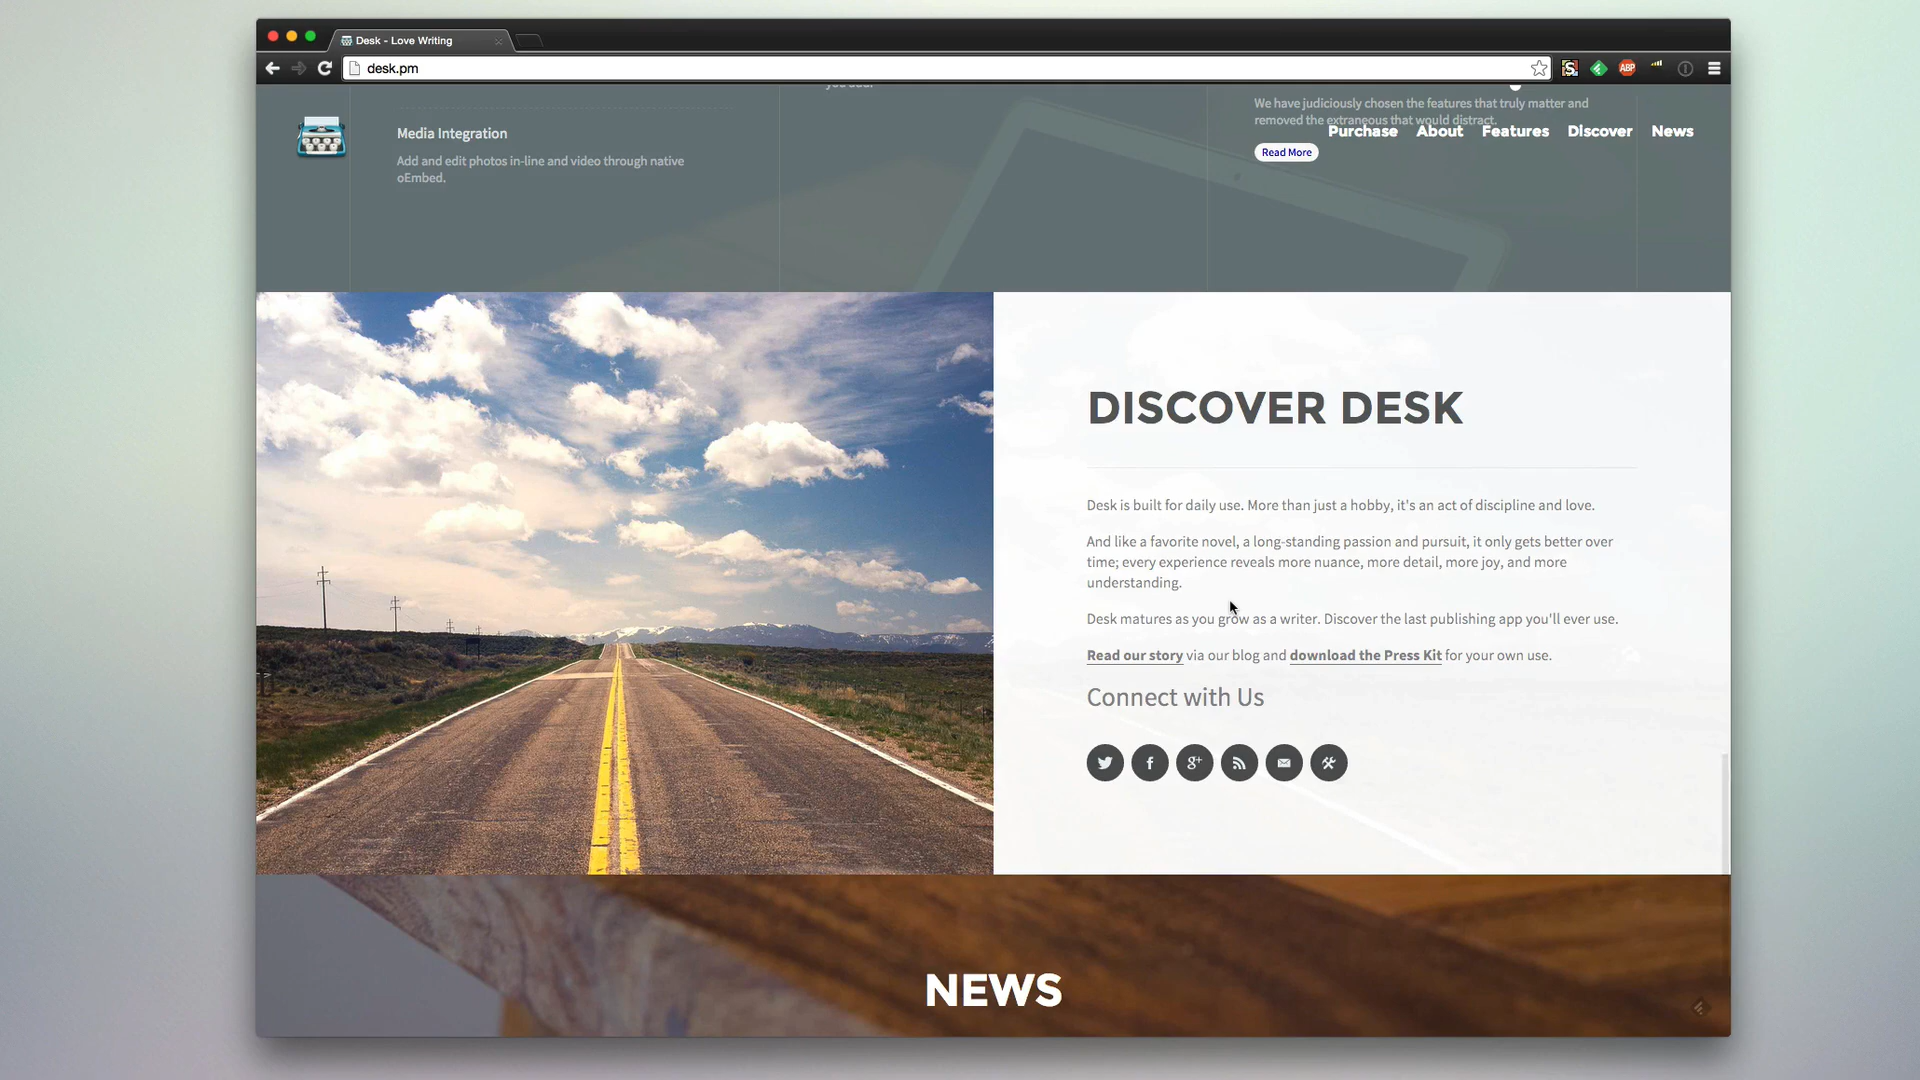 Desk - Love Writing
desk.pm
ABP
We have judiciously chosen the features that truly matter and
removed the extraneous that would distract.
Purchase About Features Discover News
Read More
Media Integration
Add and edit photos in-line and video through native
oEmbed.
DISCOVER DESK
Desk is built for daily use. More than just a hobby, it's an act of discipline and love.
And like a favorite novel, a long-standing passion and pursuit, it only gets better over
time; every experience reveals more nuance, more detail, more joy, and more
understanding.
Desk matures as you grow as a writer. Discover the last publishing app you'll ever use.
Read our story via our blog and download the Press Kit for your own use.
Connect with Us
NEWS